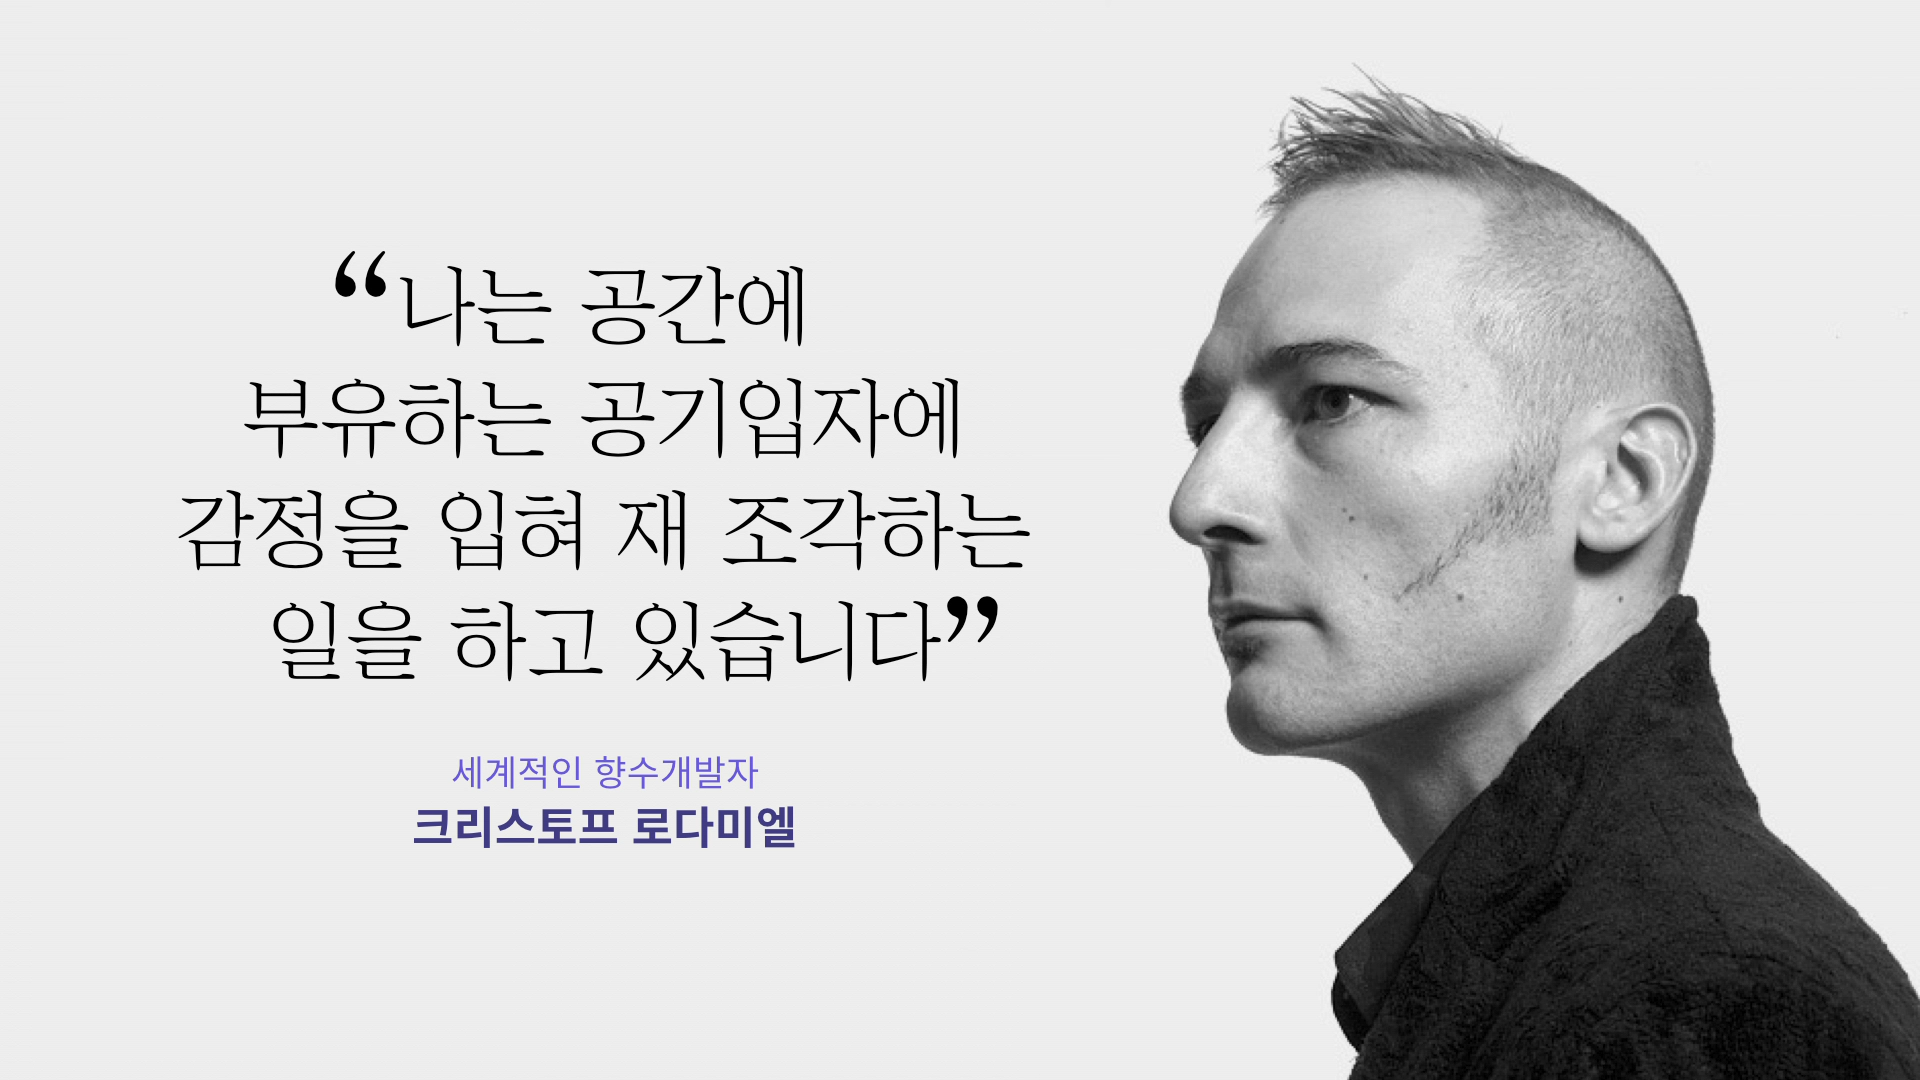 “나는 공간에
부유하는 공기입자에
감정을 입혀 재 조각하는
일을 하고 있습니다”
세계적인 향수개발자
크리스토프 로다미엘